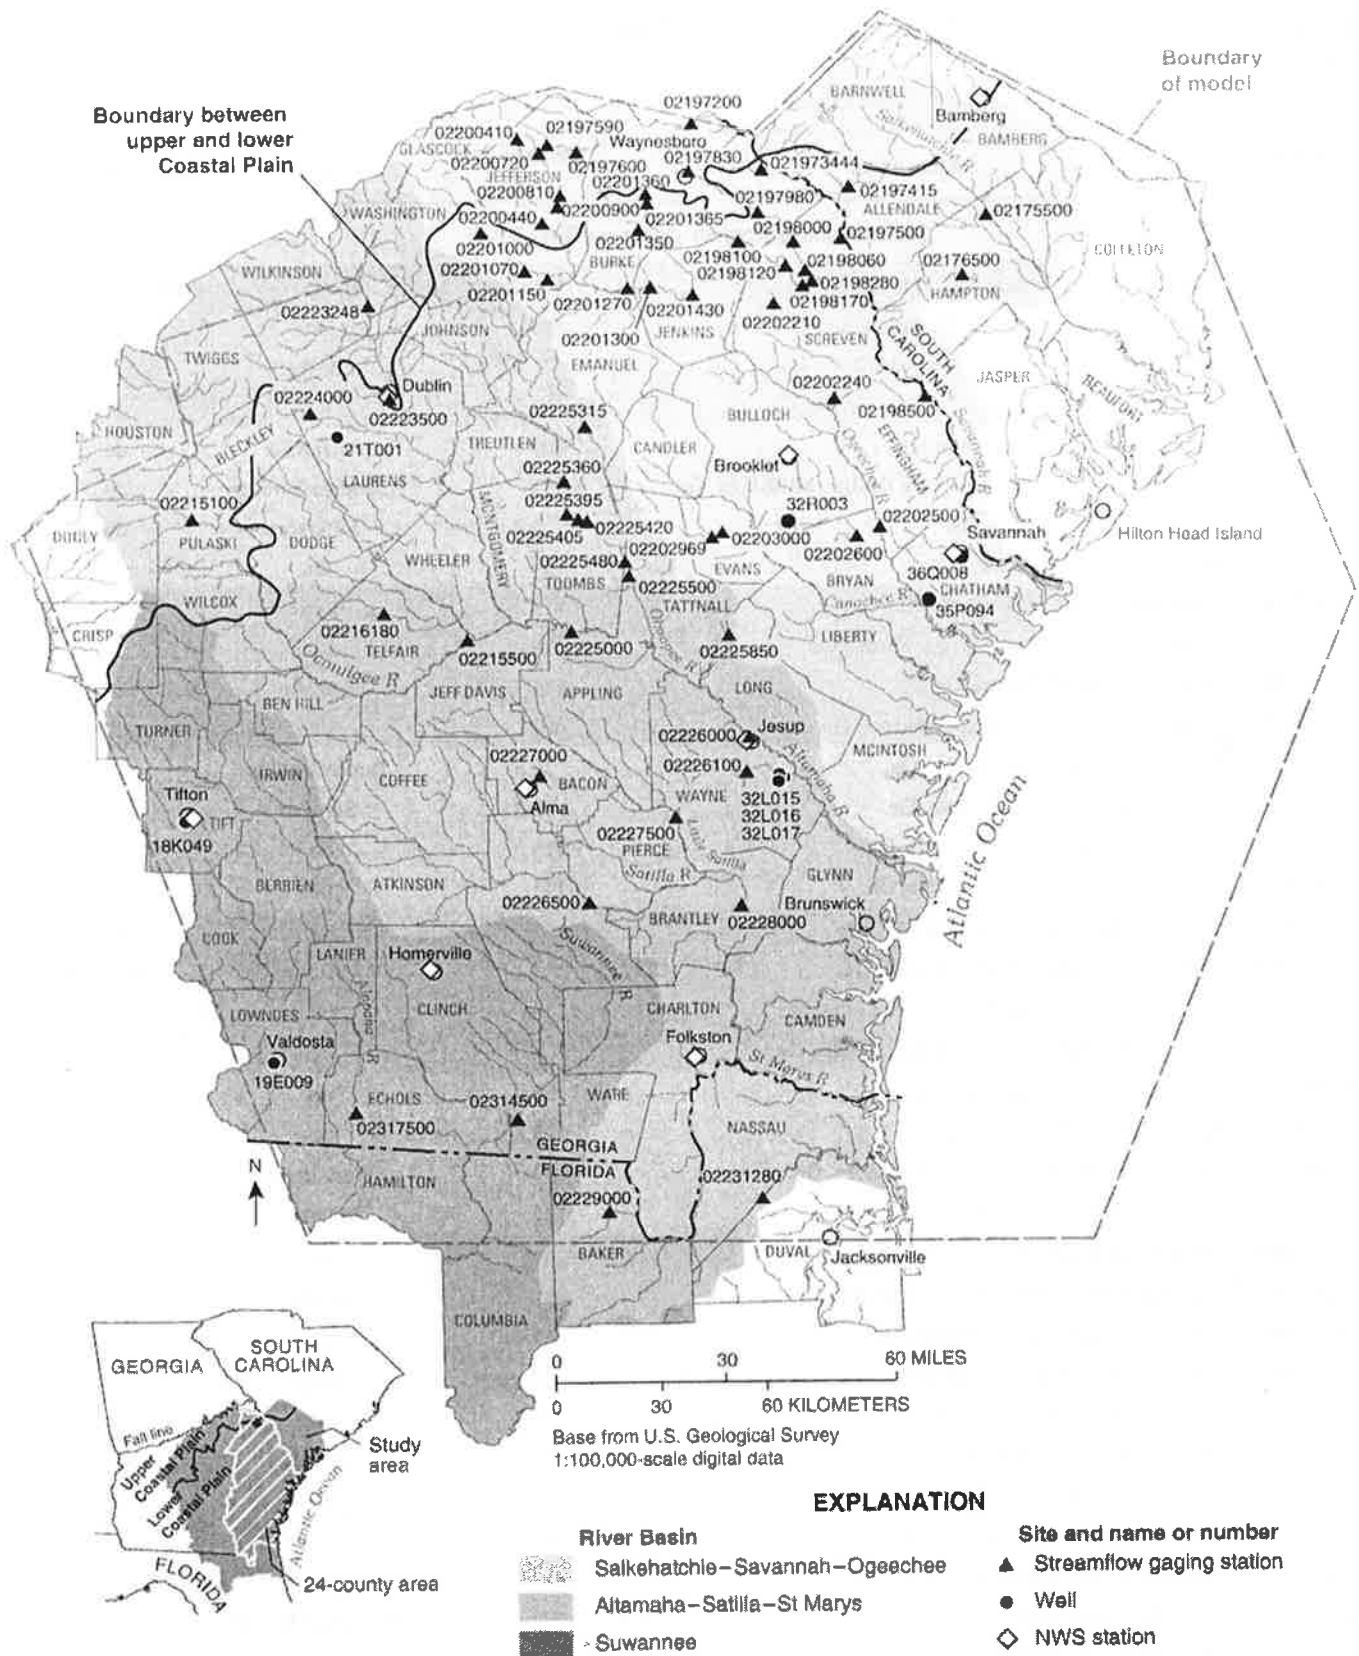 Boundary
of model
Boundary between
upper and lower
Coastal Plain
BARNWELL
Bamberg
BAMBERG
Salkehatchie R
02197200
02200410
02197590
Waynesboro
GLASCOCK
02200720
02197600
02197830
021973444
JEFFERSON
02200810
02201360
02197415
WASHINGTON
02200900
02197980
ALLENDALE
02175500
02200440
02201365
02198000
02197500
02201000
02201350
COLLETON
WILKINSON
BURKE
02198100
02198060
02176500
02201070
02198120
02198280
HAMPTON
02201150
02201270
02201430
02198170
02223248
JOHNSON
02202210
02201300
JENKINS
SCREVEN
SOUTH
CAROLINA
TWIGGS
EMANUEL
JASPER
BEAUFORT
Dublin
02202240
02224000
02223500
02225315
BULLOCH
02198500
HOUSTON
BLECKLEY
21T001
TREUTLEN
CANDLER
Ogeechee R
EFFINGHAM
Savannah R
02225360
Brooklet
LAURENS
MONTGOMERY
02225395
32R003
02215100
02202500
Hilton Head Island
DOOLY
PULASKI
DODGE
02225420
02225405
02202969
02203000
Savannah
WHEELER
02202600
02225480
EVANS
36Q008
WILCOX
TOOMBS
02225500
BRYAN
CHATHAM
TATTNALL
Canoochee R
35P094
CRISP
02216180
LIBERTY
TELFAIR
02215500
02225000
02225850
Ocmulgee R
JEFF DAVIS
APPLING
LONG
BEN HILL
TURNER
02226000
Jesup
MCINTOSH
Altamaha R
IRWIN
COFFEE
02227000
02226100
BACON
WAYNE
Tifton
Alma
32L015
TIFT
32L016
18K049
02227500
32L017
Little Satilla
PIERCE
Satilla R
GLYNN
Atlantic Ocean
BERRIEN
ATKINSON
02226500
Brunswick
BRANTLEY
02228000
COOK
Suwannee R
LANIER
Homerville
Alapaha R
CLINCH
CHARLTON
CAMDEN
LOWNDES
Valdosta
Folkston
St Marys R
19E009
ECHOLS
02314500
WARE
02317500
NASSAU
GEORGIA
N
FLORIDA
HAMILTON
02231280
02229000
BAKER
DUVAL
Jacksonville
COLUMBIA
0 30 60 MILES
0 30 60 KILOMETERS
Base from U.S. Geological Survey
1:100,000-scale digital data
GEORGIA
SOUTH
CAROLINA
Fall line
Upper
Coastal Plain
Lower
Coastal Plain
Study
area
Atlantic Ocean
FLORIDA
24-county area
EXPLANATION
River Basin
Salkehatchie–Savannah–Ogeechee
Altamaha–Satilla–St Marys
Suwannee
Site and name or number
Streamflow gaging station
Well
NWS station